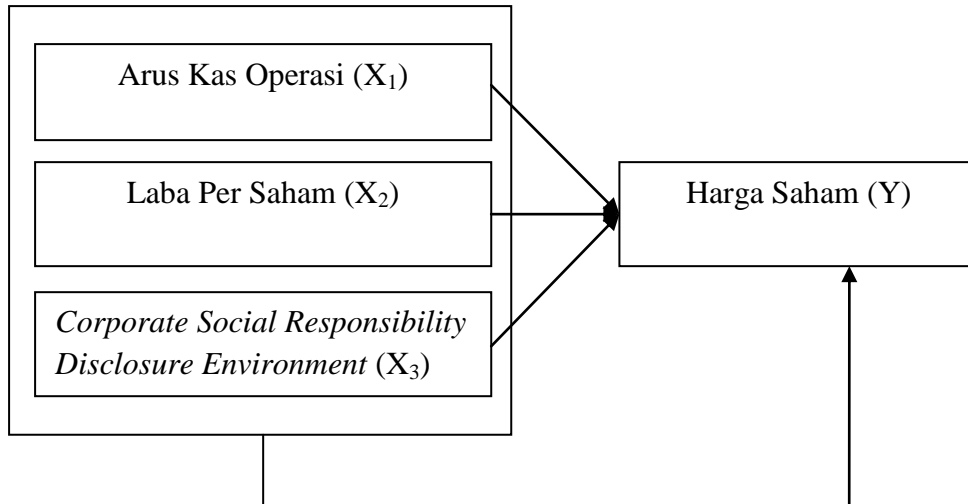 Arus Kas Operasi (X₁)
Laba Per Saham (X₂)
Corporate Social Responsibility
Disclosure Environment (X₃)
Harga Saham (Y)